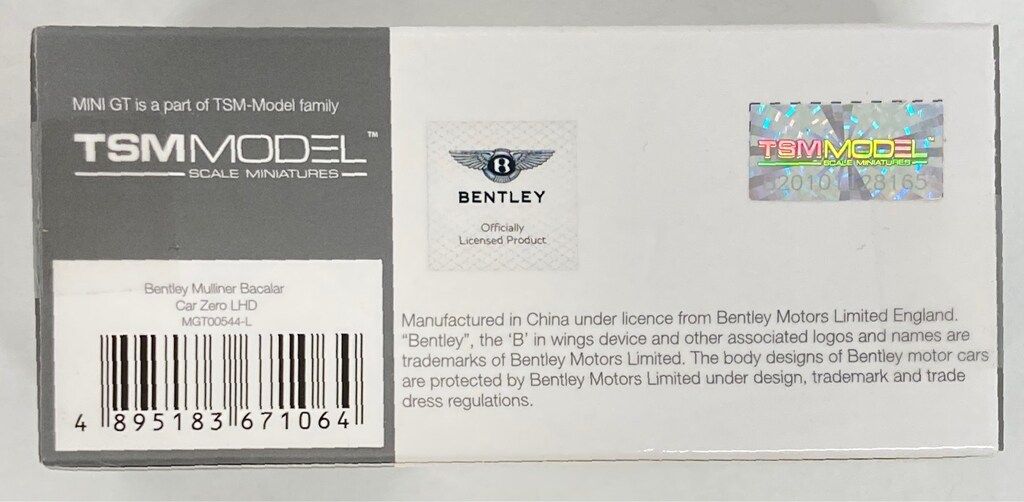 MINI GT is a part of TSM-Model family
TSMMODEL™
SCALE MINIATURES
Bentley Mulliner Bacalar
Car Zero LHD
MGT00544-L
4 895183 671064
B
BENTLEY
Officially
Licensed Product
TSMMODEL
SCALE MINIATURES
Manufactured in China under licence from Bentley Motors Limited England.
"Bentley", the 'B' in wings device and other associated logos and names are
trademarks of Bentley Motors Limited. The body designs of Bentley motor cars
are protected by Bentley Motors Limited under design, trademark and trade
dress regulations.